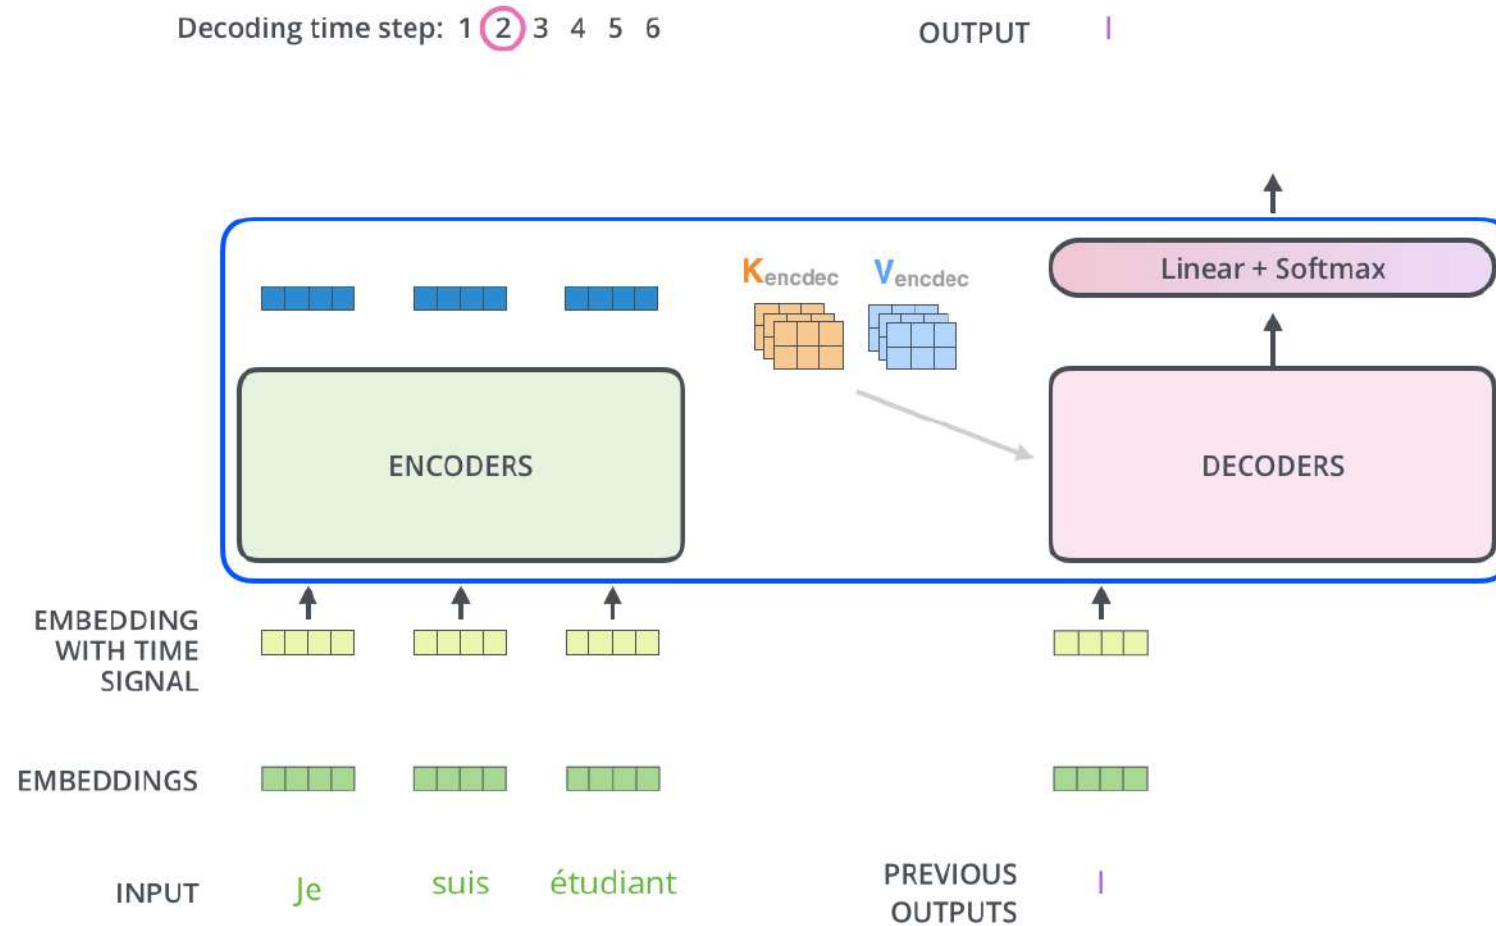 Decoding time step: 1 2 3 4 5 6
OUTPUT I
Kencdec Vencdec
Linear + Softmax
ENCODERS
DECODERS
EMBEDDING
WITH TIME
SIGNAL
EMBEDDINGS
INPUT Je suis étudiant
PREVIOUS
OUTPUTS
I